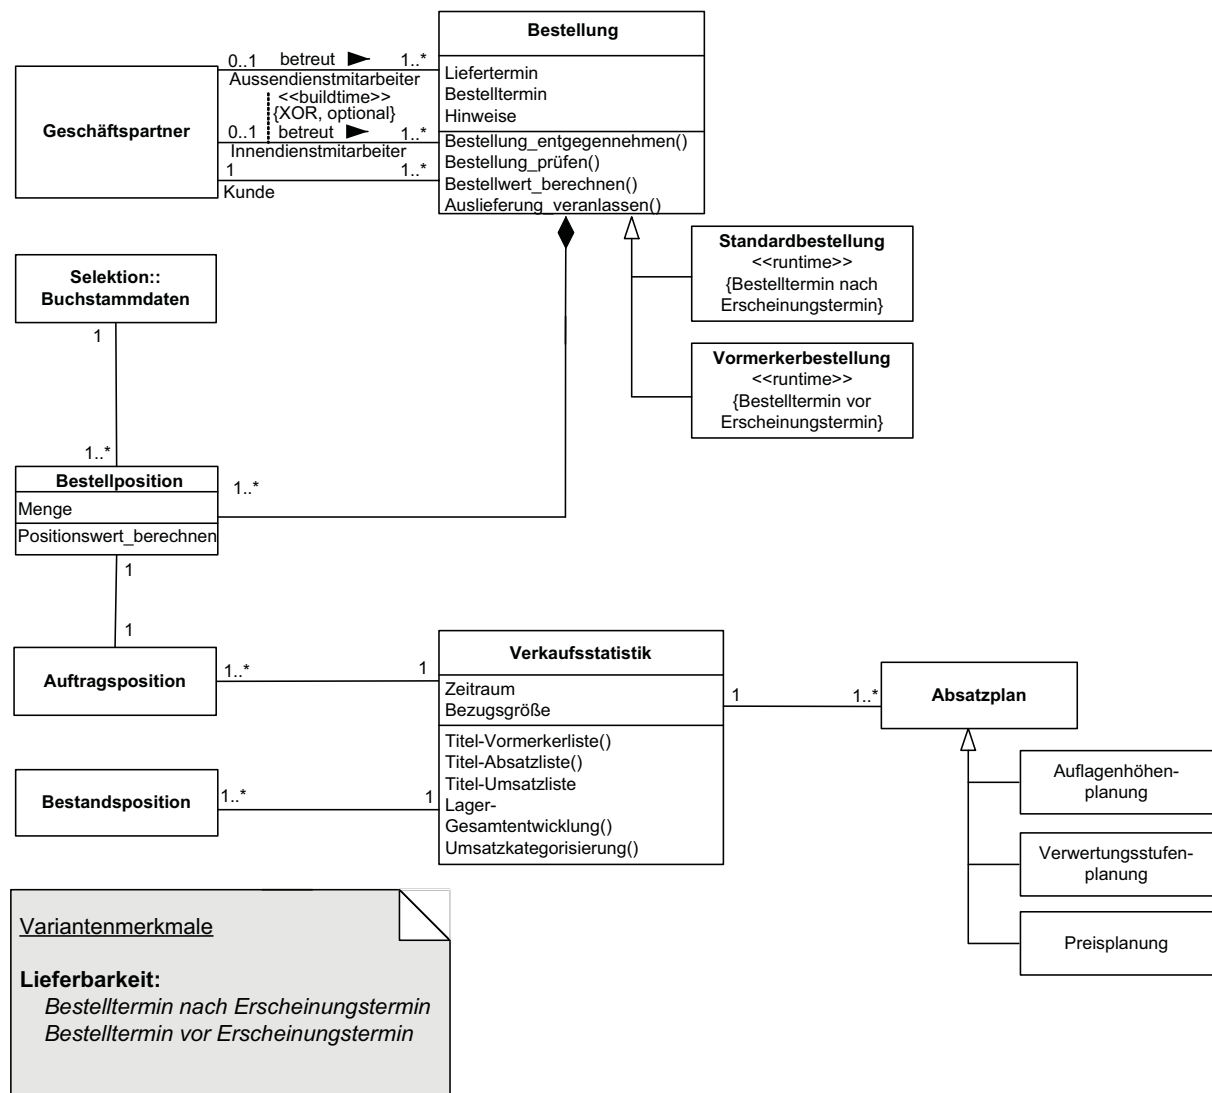 Bestellung
Liefertermin
Bestelltermin
Hinweise
Bestellung_entgegennehmen()
Bestellung_prüfen()
Bestellwert_berechnen()
Auslieferung_veranlassen()
Geschäftspartner
0..1 betreut 1..*
Aussendienstmitarbeiter
<<buildtime>>
{XOR, optional}
0..1 betreut 1..*
Innendienstmitarbeiter
1 1..*
Kunde
Standardbestellung
<<runtime>>
{Bestelltermin nach
Erscheinungstermin}
Vormerkerbestellung
<<runtime>>
{Bestelltermin vor
Erscheinungstermin}
Selektion::
Buchstammdaten
1
1..*
Bestellposition
Menge
Positionswert_berechnen
1..*
1
1
Auftragsposition
1..* 1
Verkaufsstatistik
Zeitraum
Bezugsgröße
Titel-Vormerkerliste()
Titel-Absatzliste()
Titel-Umsatzliste
Lager-
Gesamtentwicklung()
Umsatzkategorisierung()
1 1..*
Absatzplan
Bestandsposition
1..* 1
Auflagenhöhen-
planung
Verwertungsstufen-
planung
Preisplanung
Variantenmerkmale
Lieferbarkeit:
Bestelltermin nach Erscheinungstermin
Bestelltermin vor Erscheinungstermin